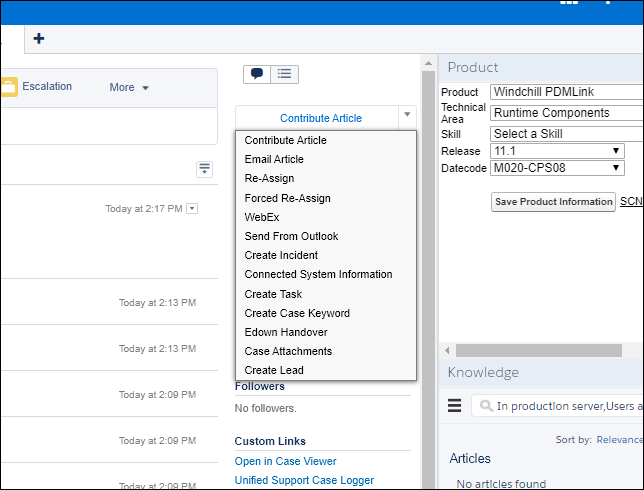 Escalation
More
Today at 2:17 PM
Today at 2:13 PM
Today at 2:13 PM
Today at 2:09 PM
Today at 2:09 PM
Today at 2:09 PM
Contribute Article
Contribute Article
Email Article
Re-Assign
Forced Re-Assign
WebEx
Send From Outlook
Create Incident
Connected System Information
Create Task
Create Case Keyword
Edown Handover
Case Attachments
Create Lead
Followers
No followers.
Custom Links
Open in Case Viewer
Unified Support Case Logger
Product
Product Windchill PDMLink
Technical Area Runtime Components
Skill Select a Skill
Release 11.1
Datecode M020-CPS08
Save Product Information SCN
Knowledge
In production server,Users a
Sort by: Relevance
Articles
No articles found